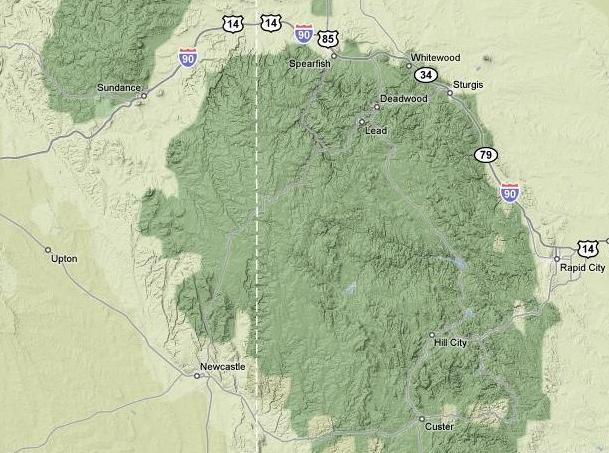 14
14
90
85
90
Whitewood
Spearfish
34
Sundance
Sturgis
Deadwood
Lead
79
90
14
Upton
Rapid City
Hill City
Newcastle
Custer